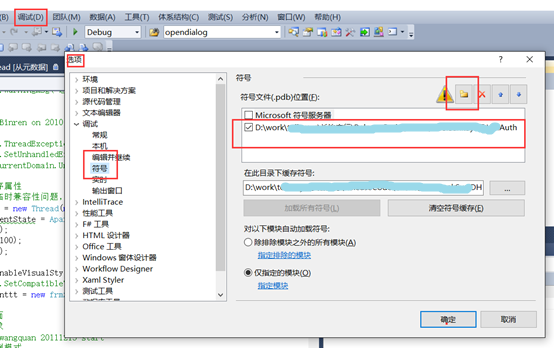 (B) 调试(D) 团队(M) 数据(A) 工具(T) 体系结构(C) 测试(S) 分析(N) 窗口(W) 帮助(H)
Debug opendialog
ead [从元数据]
选项
? ×
环境
项目和解决方案
源代码管理
文本编辑器
调试
常规
本机
编辑并继续
符号
实时
输出窗口
IntelliTrace
性能工具
F# 工具
HTML 设计器
Office 工具
Windows 窗体设计器
Workflow Designer
Xaml Styler
测试工具
符号
符号文件(.pdb)位置(F):
Microsoft 符号服务器
D:\work\ Auth
在此目录下缓存符号:
D:\work\ DH
...
加载所有符号(L)
清空符号缓存(E)
对以下模块自动加载符号:
除排除模块之外的所有模块(A)
指定排除的模块
仅指定的模块(O)
指定模块
确定
取消
Binren on 2010
.ThreadException
.SetUnhandledE
urrentDomain.Un
序属性
临时兼容性问题,
= new Thread(
entState = Apa
);
100);
);
nableVisualSty
.SetCompatible
nttt = new frm
wangquan 20111213 start